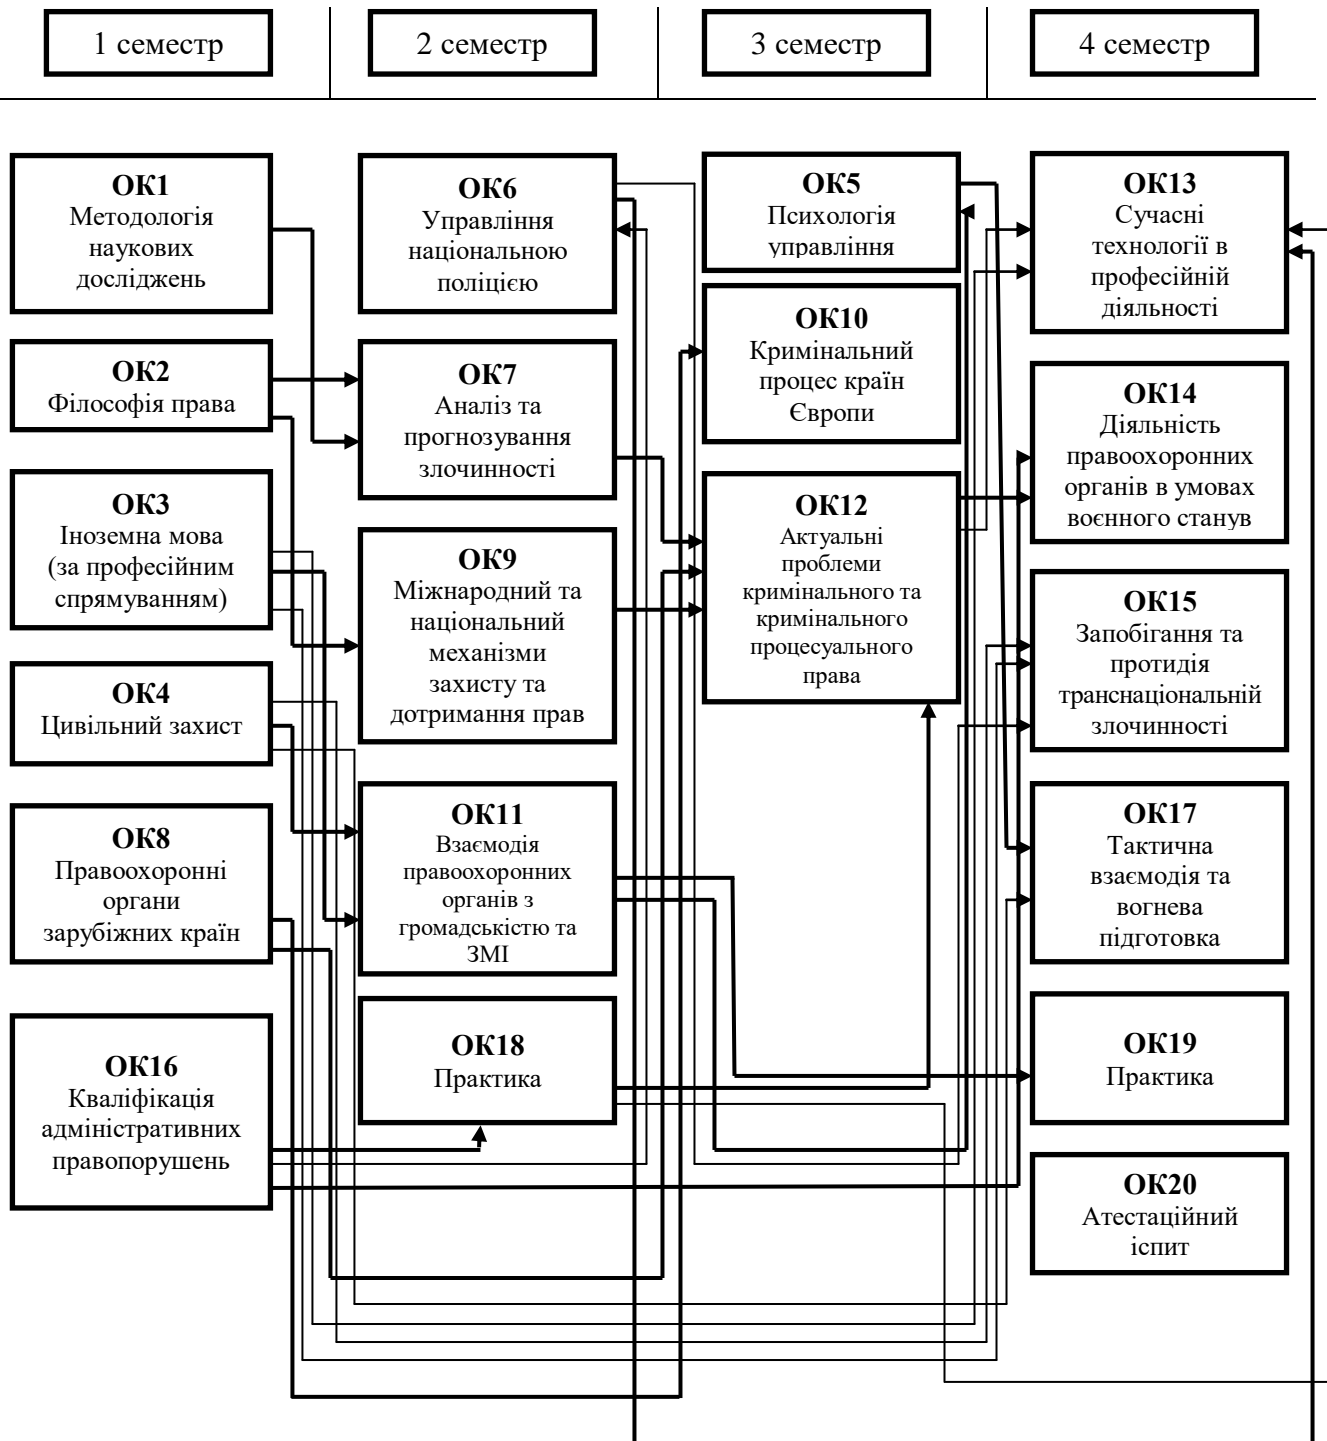 1 семестр
2 семестр
3 семестр
4 семестр
ОК1
Методологія
наукових
досліджень
ОК2
Філософія права
ОК3
Іноземна мова
(за професійним
спрямуванням)
ОК4
Цивільний захист
ОК8
Правоохоронні
органи
зарубіжних країн
ОК16
Кваліфікація
адміністративних
правопорушень
ОК6
Управління
національною
поліцією
ОК7
Аналіз та
прогнозування
злочинності
ОК9
Міжнародний та
національний
механізми
захисту та
дотримання прав
ОК11
Взаємодія
правоохоронних
органів з
громадськістю та
ЗМІ
ОК18
Практика
ОК5
Психологія
управління
ОК10
Кримінальний
процес країн
Європи
ОК12
Актуальні
проблеми
кримінального та
кримінального
процесуального
права
ОК13
Сучасні
технології в
професійній
діяльності
ОК14
Діяльність
правоохоронних
органів в умовах
воєнного станув
ОК15
Запобігання та
протидія
транснаціональній
злочинності
ОК17
Тактична
взаємодія та
вогнева
підготовка
ОК19
Практика
ОК20
Атестаційний
іспит